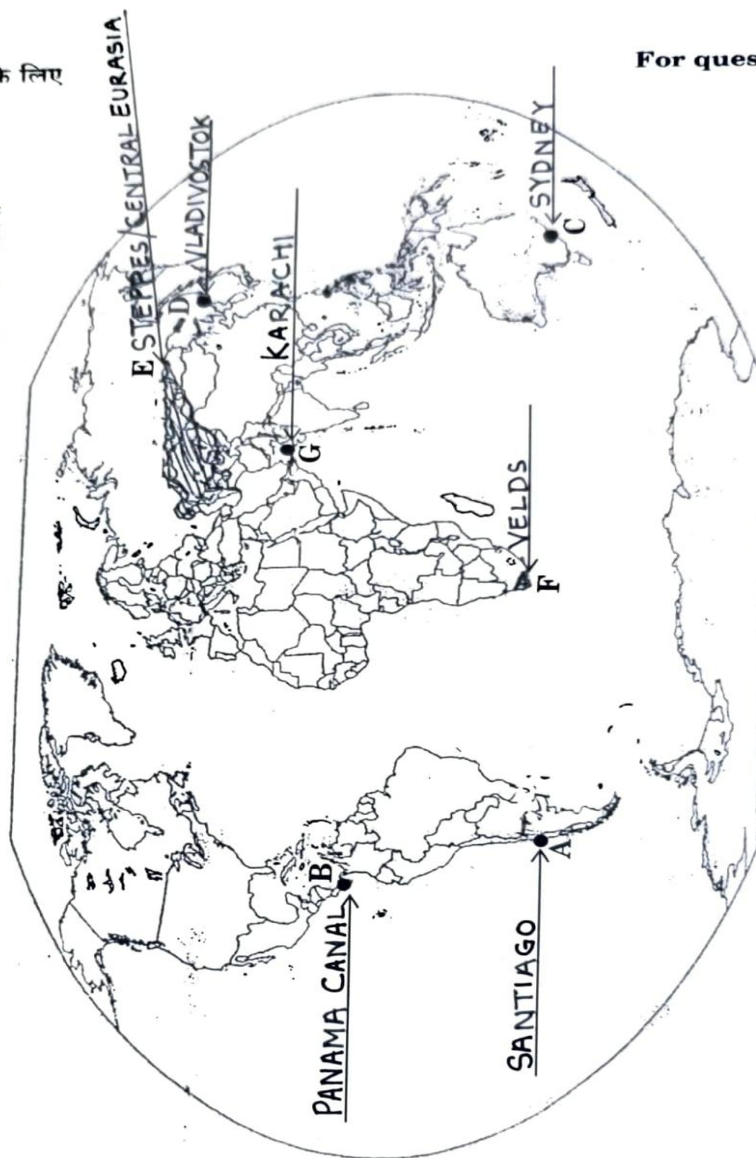 के लिए
For ques
E STEPPES/CENTRAL EURASIA
D
VLADIVOSTOK
KARACHI
G
SYDNEY
C
VELDS
F
B
PANAMA CANAL
A
SANTIAGO